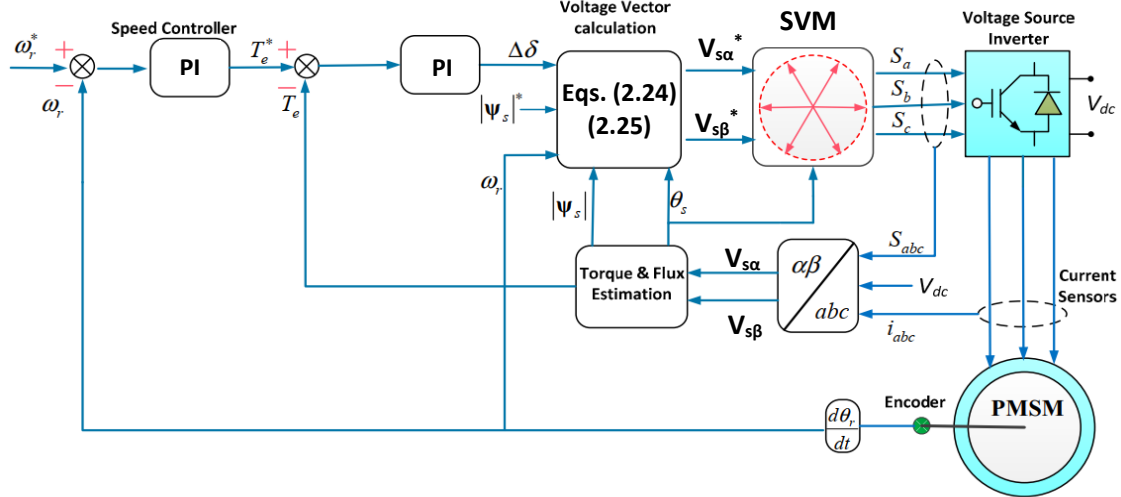 Voltage Vector
calculation
Speed Controller
SVM
Voltage Source
Inverter
ω_r^*
+
−
ω_r
PI
T_e^*
+
−
T_e
PI
Δδ
|Ψ_s|^*
ω_r
Eqs. (2.24)
(2.25)
V_sα*
V_sβ*
S_a
S_b
S_c
V_dc
|Ψ_s|
θ_s
Torque & Flux
Estimation
V_sα
V_sβ
αβ
abc
S_abc
V_dc
i_abc
Current
Sensors
Encoder
dθ_r
dt
PMSM